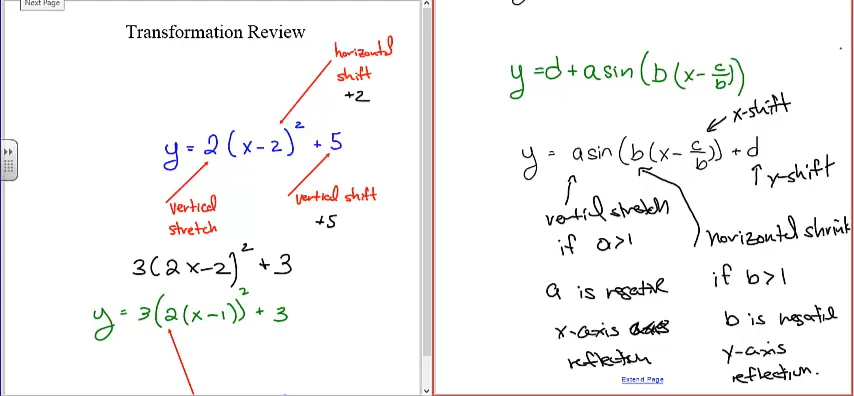 Next Page
Transformation Review
horizontal
shift
+2
y = 2(x-2)² + 5
vertical
stretch
vertical shift
+5
3(2x-2)² + 3
y = 3(2(x-1))² + 3
y = d + a sin(b(x - c/b))
x-shift
y = a sin(b(x - c/b)) + d
y-shift
vertical stretch
if a>1
a is negative
x-axis
reflection
horizontal shrink
if b>1
b is negative
y-axis
reflection.
Extend Page